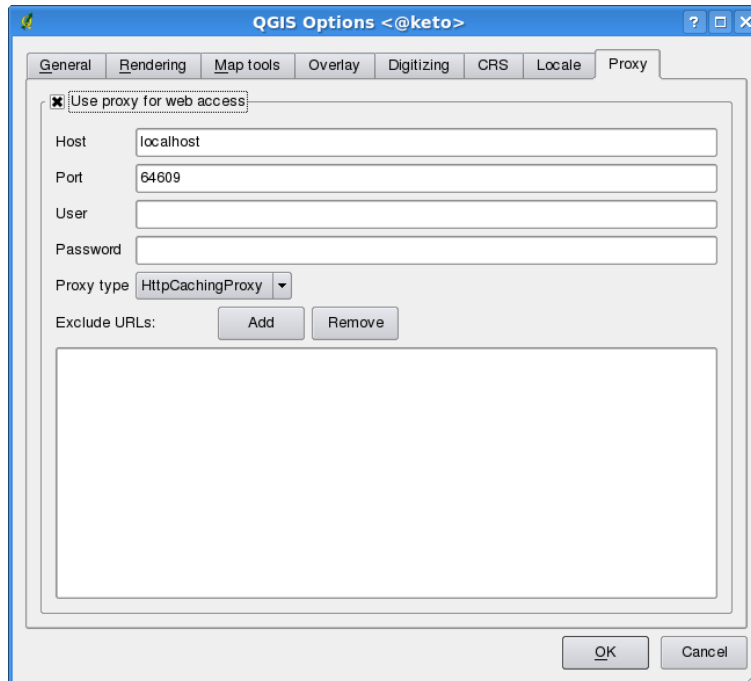 QGIS Options <@keto>
General Rendering Map tools Overlay Digitizing CRS Locale Proxy
Use proxy for web access
Host localhost
Port 64609
User
Password
Proxy type HttpCachingProxy
Exclude URLs: Add Remove
OK Cancel